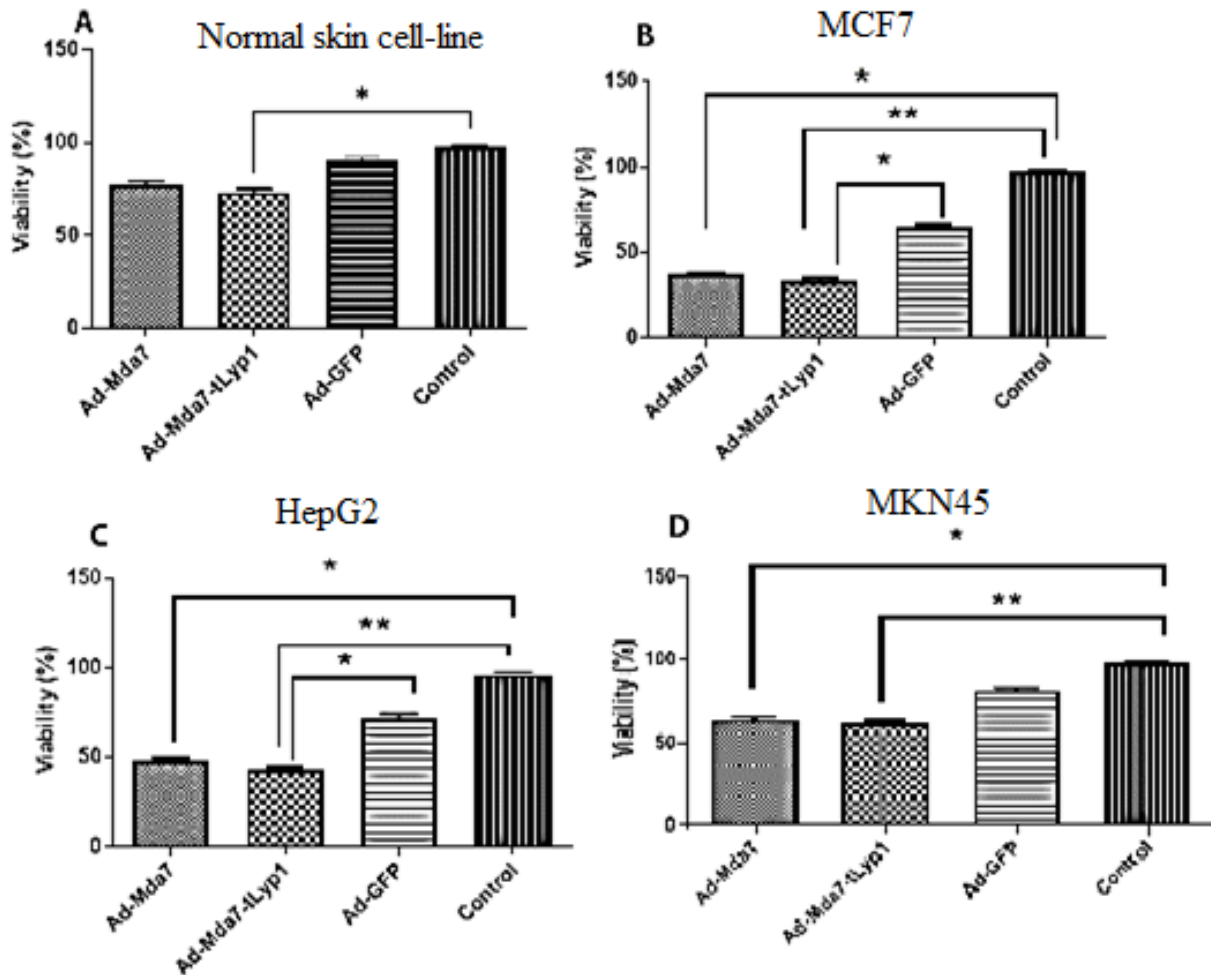 A
Normal skin cell-line
150
100
50
0
Viability (%)
*
Ad-Mda7
Ad-Mda7-tLyp1
Ad-GFP
Control
B
MCF7
150
100
50
0
Viability (%)
*
**
*
Ad-Mda7
Ad-Mda7-tLyp1
Ad-GFP
Control
C
HepG2
150
100
50
0
Viability (%)
*
**
*
Ad-Mda7
Ad-Mda7-tLyp1
Ad-GFP
Control
D
MKN45
150
100
50
0
Viability (%)
*
**
Ad-Mda7
Ad-Mda7-tLyp1
Ad-GFP
Control